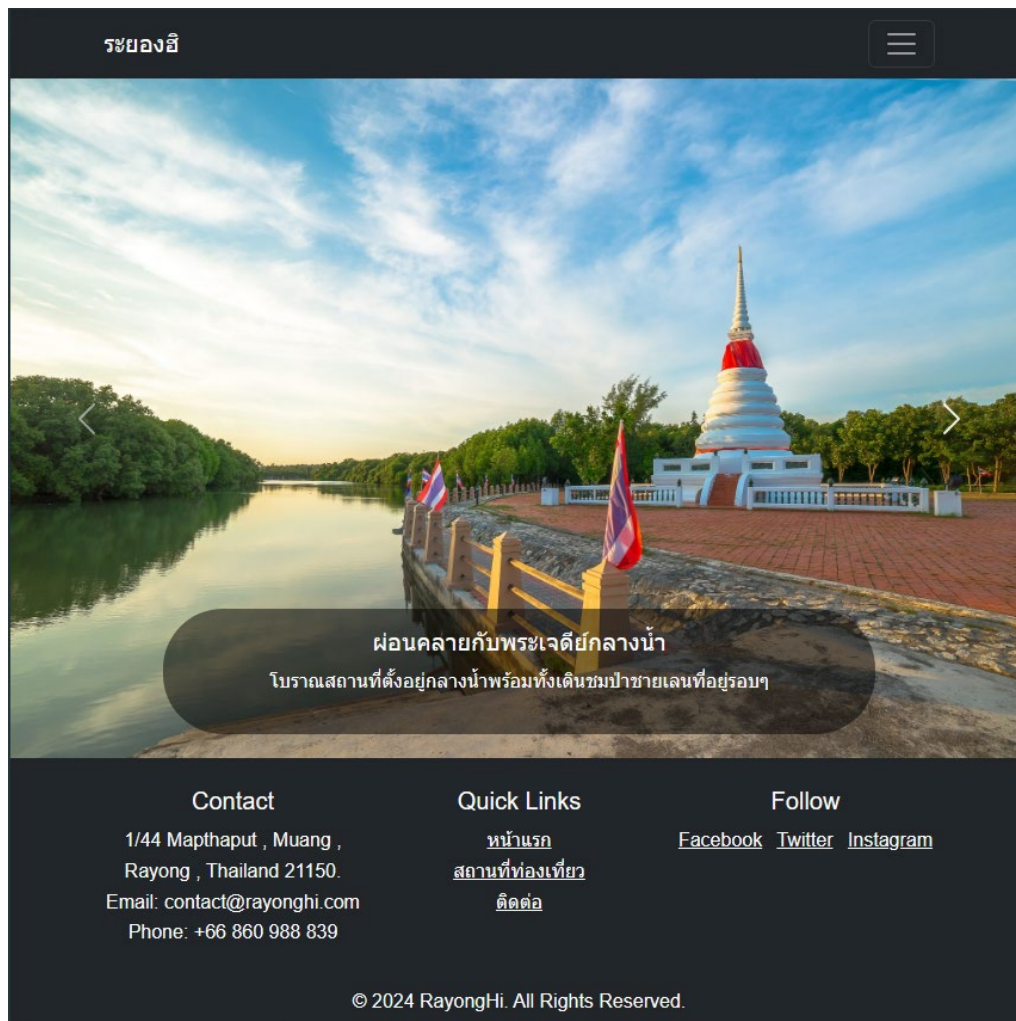 ระยองฮิ
ผ่อนคลายกับพระเจดีย์กลางน้ำ
โบราณสถานที่ตั้งอยู่กลางน้ำพร้อมทั้งเดินชมป่าชายเลนที่อยู่รอบๆ
Contact
1/44 Mapthaput , Muang ,
Rayong , Thailand 21150.
Email: contact@rayonghi.com
Phone: +66 860 988 839
Quick Links
หน้าแรก
สถานที่ท่องเที่ยว
ติดต่อ
Follow
Facebook Twitter Instagram
© 2024 RayongHi. All Rights Reserved.